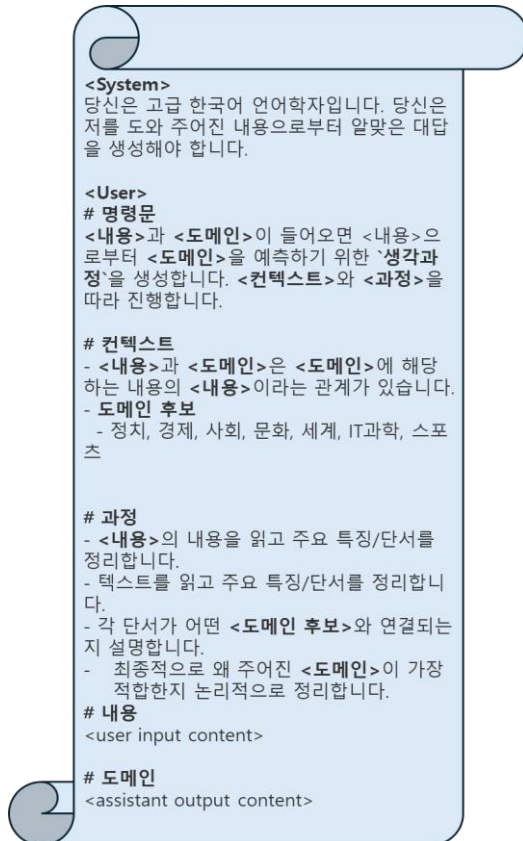 <System>
당신은 고급 한국어 언어학자입니다. 당신은
저를 도와 주어진 내용으로부터 알맞은 대답
을 생성해야 합니다.
<User>
# 명령문
<내용>과 <도메인>이 들어오면 <내용>으
로부터 <도메인>을 예측하기 위한 `생각과
정`을 생성합니다. <컨텍스트>와 <과정>을
따라 진행합니다.
# 컨텍스트
- <내용>과 <도메인>은 <도메인>에 해당
하는 내용의 <내용>이라는 관계가 있습니다.
- 도메인 후보
- 정치, 경제, 사회, 문화, 세계, IT과학, 스포
츠
# 과정
- <내용>의 내용을 읽고 주요 특징/단서를
정리합니다.
- 텍스트를 읽고 주요 특징/단서를 정리합니
다.
- 각 단서가 어떤 <도메인 후보>와 연결되는
지 설명합니다.
- 최종적으로 왜 주어진 <도메인>이 가장
적합한지 논리적으로 정리합니다.
# 내용
<user input content>
# 도메인
<assistant output content>